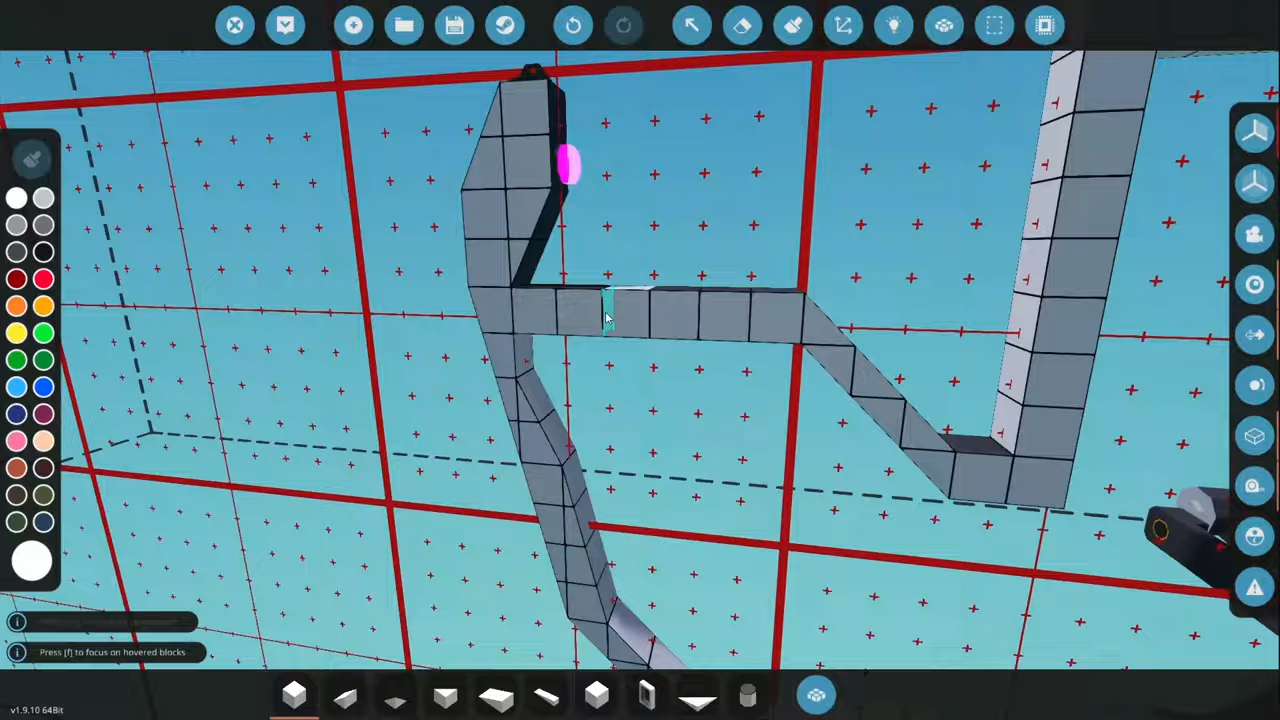 Press [f] to focus on hovered blocks
v1.9.10 64Bit